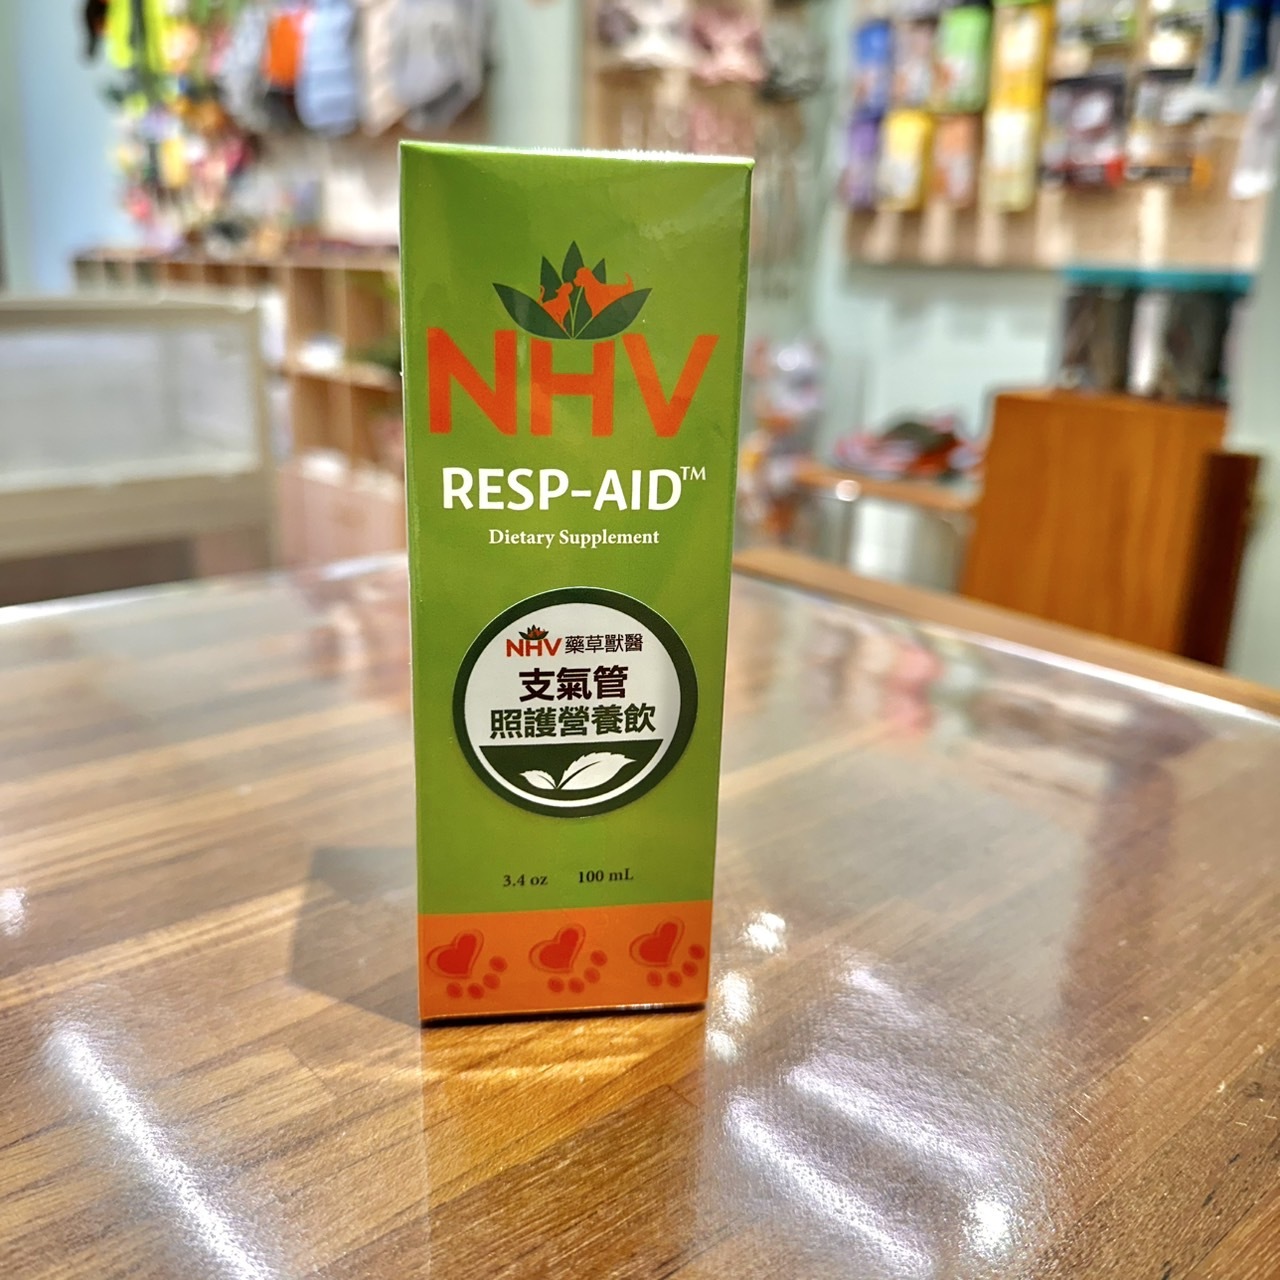 NHV
RESP-AID™
Dietary Supplement
NHV 藥草獸醫
支氣管
照護營養飲
3.4 oz 100 mL